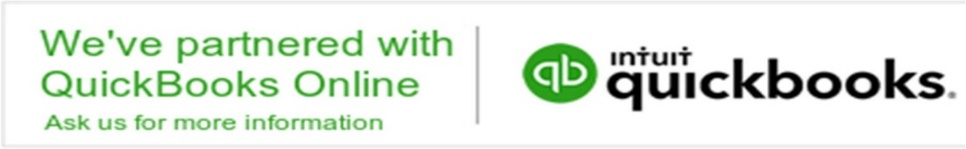 We've partnered with
QuickBooks Online
Ask us for more information
qb
intuit
quickbooks.